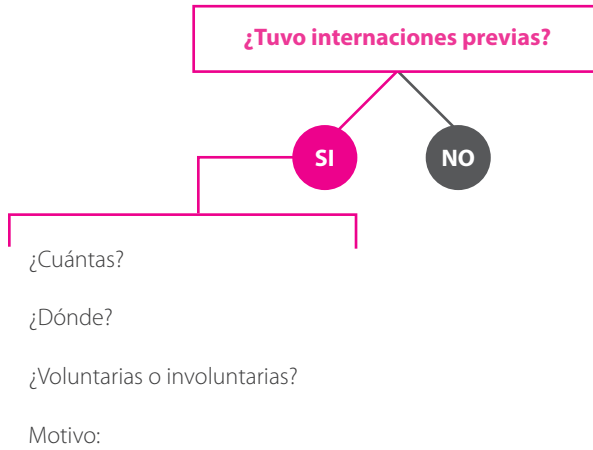 ¿Tuvo internaciones previas?
SI
NO
¿Cuántas?
¿Dónde?
¿Voluntarias o involuntarias?
Motivo: